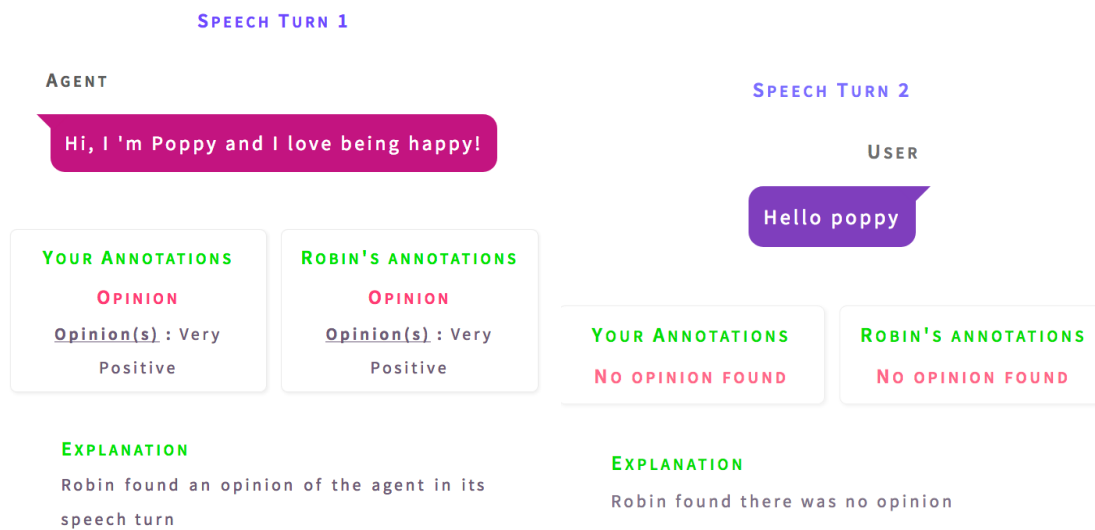 SPEECH TURN 1
AGENT
Hi, I 'm Poppy and I love being happy!
YOUR ANNOTATIONS
OPINION
Opinion(s) : Very
Positive
ROBIN'S ANNOTATIONS
OPINION
Opinion(s) : Very
Positive
EXPLANATION
Robin found an opinion of the agent in its
speech turn
SPEECH TURN 2
USER
Hello poppy
YOUR ANNOTATIONS
NO OPINION FOUND
ROBIN'S ANNOTATIONS
NO OPINION FOUND
EXPLANATION
Robin found there was no opinion